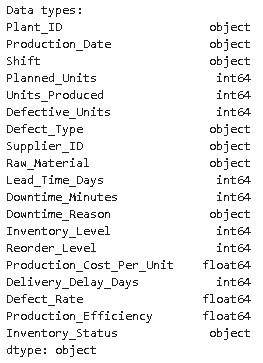 Data types:
Plant_ID object
Production_Date object
Shift object
Planned_Units int64
Units_Produced int64
Defective_Units int64
Defect_Type object
Supplier_ID object
Raw_Material object
Lead_Time_Days int64
Downtime_Minutes int64
Downtime_Reason object
Inventory_Level int64
Reorder_Level int64
Production_Cost_Per_Unit float64
Delivery_Delay_Days int64
Defect_Rate float64
Production_Efficiency float64
Inventory_Status object
dtype: object